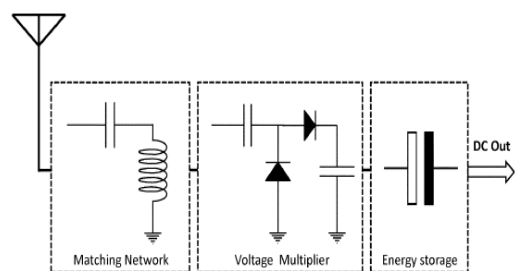 DC Out
Matching Network
Voltage Multiplier
Energy storage